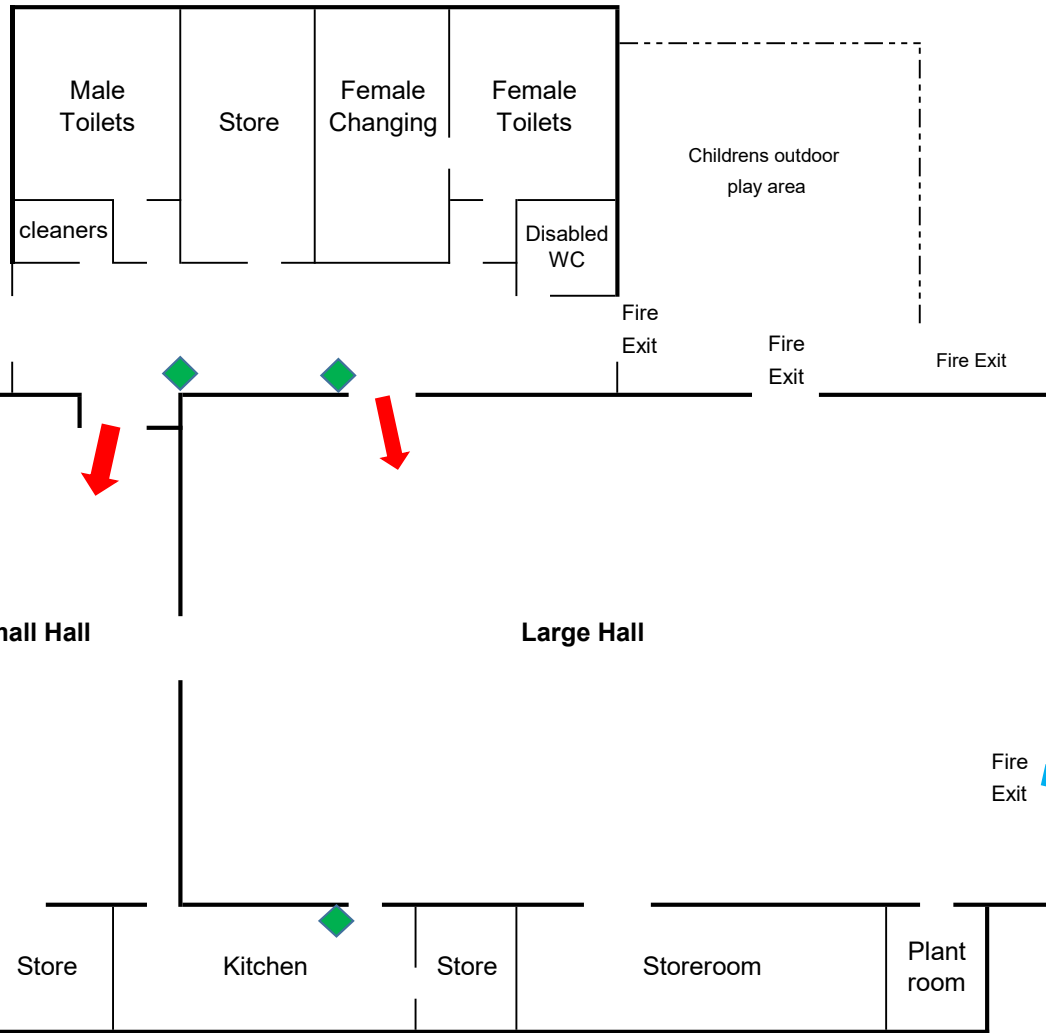 Male
Toilets
Store
Female
Changing
Female
Toilets
Childrens outdoor
play area
cleaners
Disabled
WC
Fire
Exit
Fire
Exit
Fire Exit
nall Hall
Large Hall
Fire
Exit
Store
Kitchen
Store
Storeroom
Plant
room